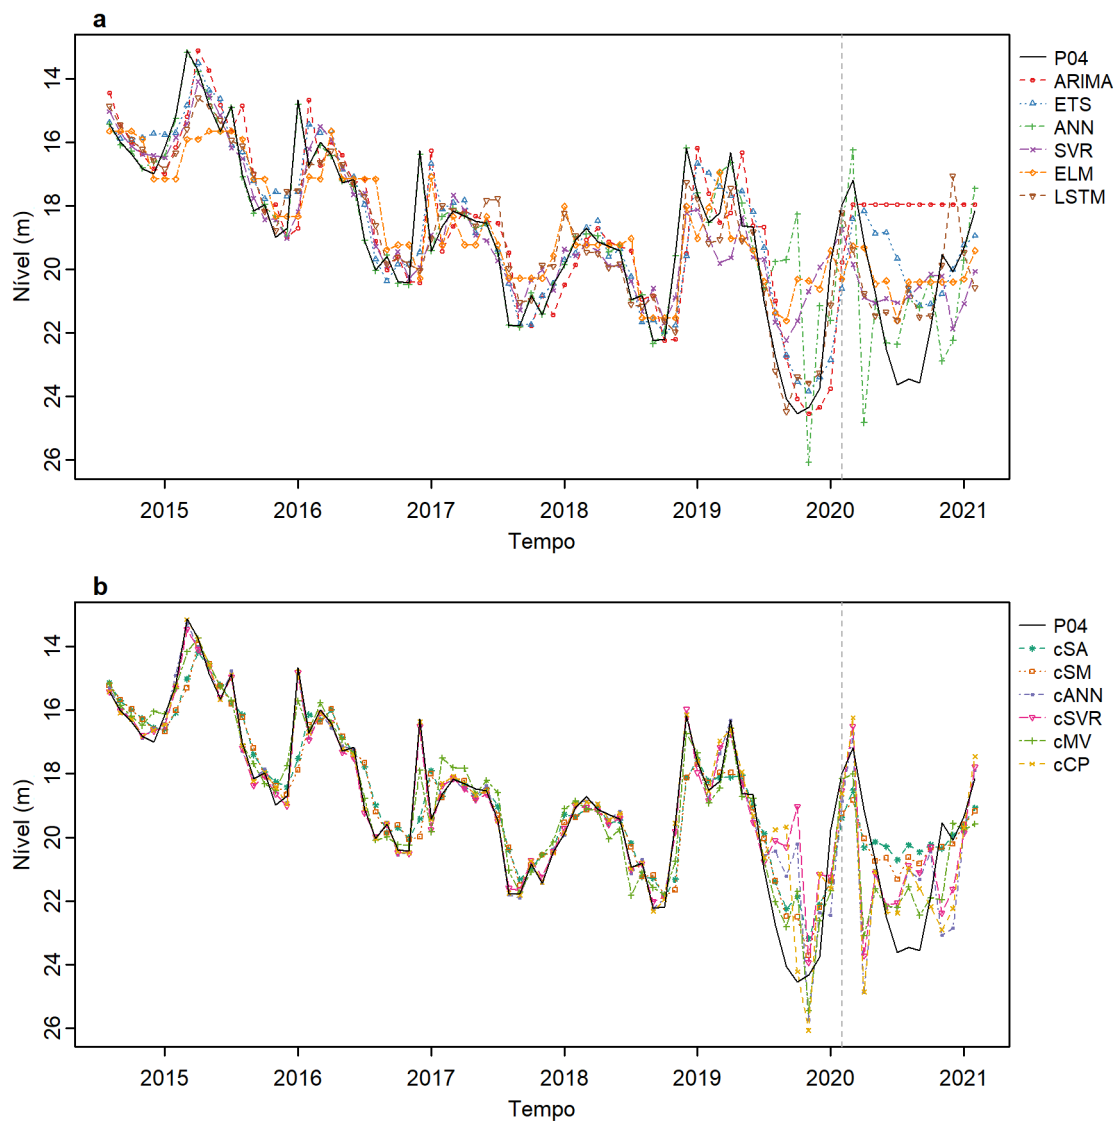 a
14
16
18
20
22
24
26
Nível (m)
2015
2016
2017
2018
2019
2020
2021
Tempo
P04
ARIMA
ETS
ANN
SVR
ELM
LSTM
b
14
16
18
20
22
24
26
Nível (m)
2015
2016
2017
2018
2019
2020
2021
Tempo
P04
cSA
cSM
cANN
cSVR
cMV
cCP